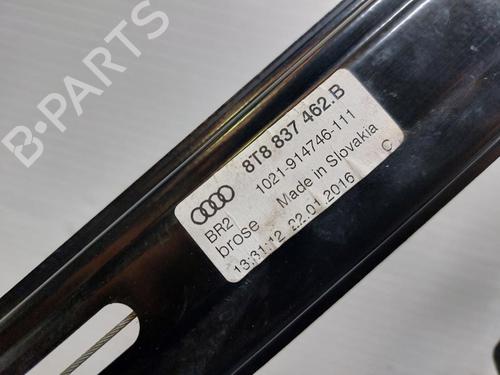 B-PARTS
8T8 837 462.B
1021-914746-111
BR2
Made in Slovakia
brose
C
13:31:12 22.01.2016